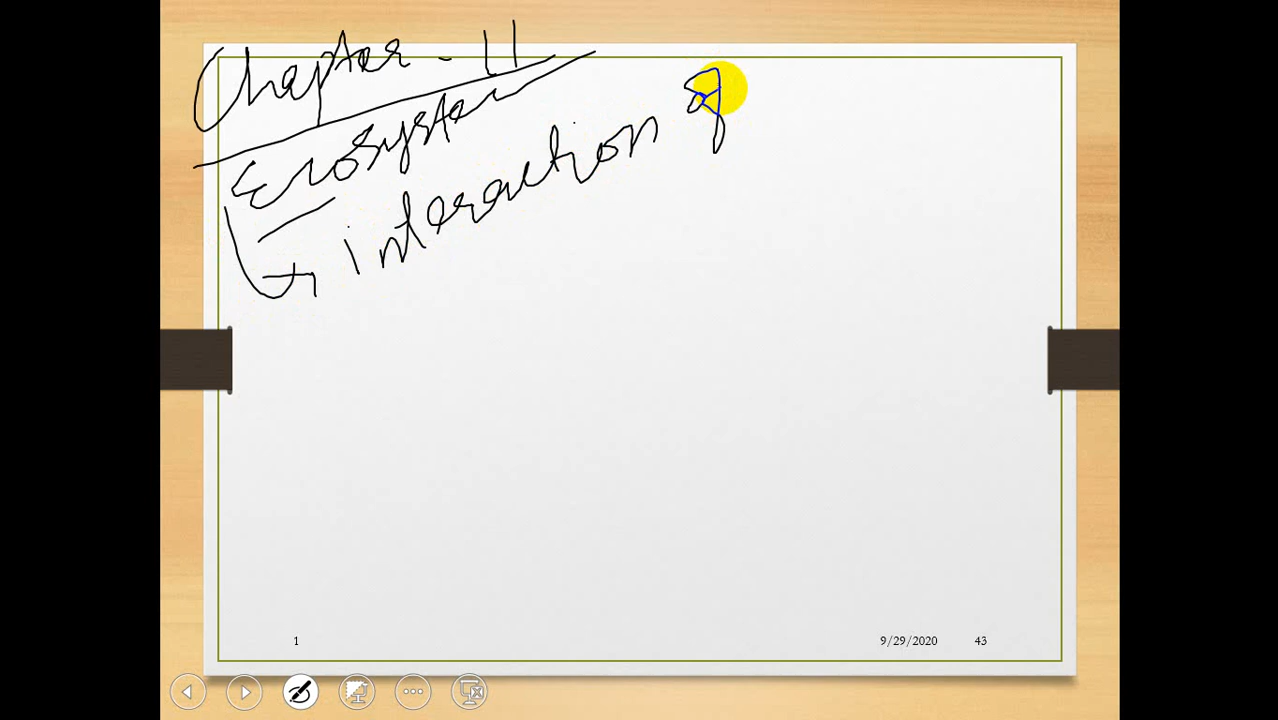 Chapter - 11
Ecosystem
interaction of
1
9/29/2020
43